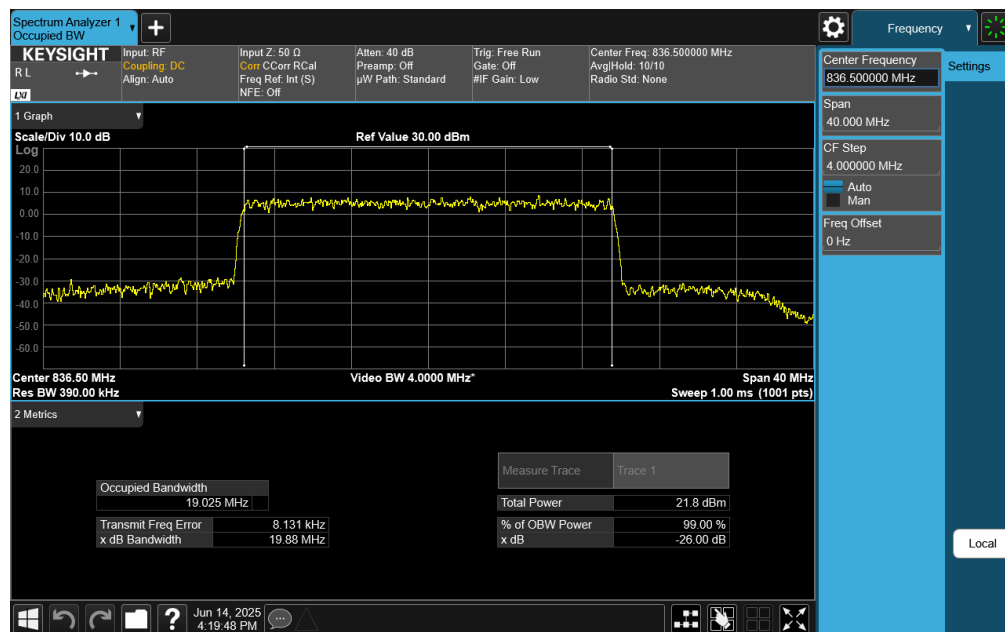 Spectrum Analyzer 1
Occupied BW
Frequency
KEYSIGHT
R L
LXI
Input: RF
Coupling: DC
Align: Auto
Input Z: 50 Ω
Corr CCorr RCal
Freq Ref: Int (S)
NFE: Off
Atten: 40 dB
Preamp: Off
µW Path: Standard
Trig: Free Run
Gate: Off
#IF Gain: Low
Center Freq: 836.500000 MHz
Avg|Hold: 10/10
Radio Std: None
Center Frequency
836.500000 MHz
Settings
Span
40.000 MHz
CF Step
4.000000 MHz
Auto
Man
Freq Offset
0 Hz
Local
1 Graph
Scale/Div 10.0 dB
Ref Value 30.00 dBm
Log
20.0
10.0
0.00
-10.0
-20.0
-30.0
-40.0
-50.0
-60.0
Center 836.50 MHz
Video BW 4.0000 MHz*
Span 40 MHz
Res BW 390.00 kHz
Sweep 1.00 ms (1001 pts)
2 Metrics
Measure Trace
Trace 1
Occupied Bandwidth
19.025 MHz
Total Power
21.8 dBm
Transmit Freq Error
8.131 kHz
% of OBW Power
99.00 %
x dB Bandwidth
19.88 MHz
x dB
-26.00 dB
Jun 14, 2025
4:19:48 PM